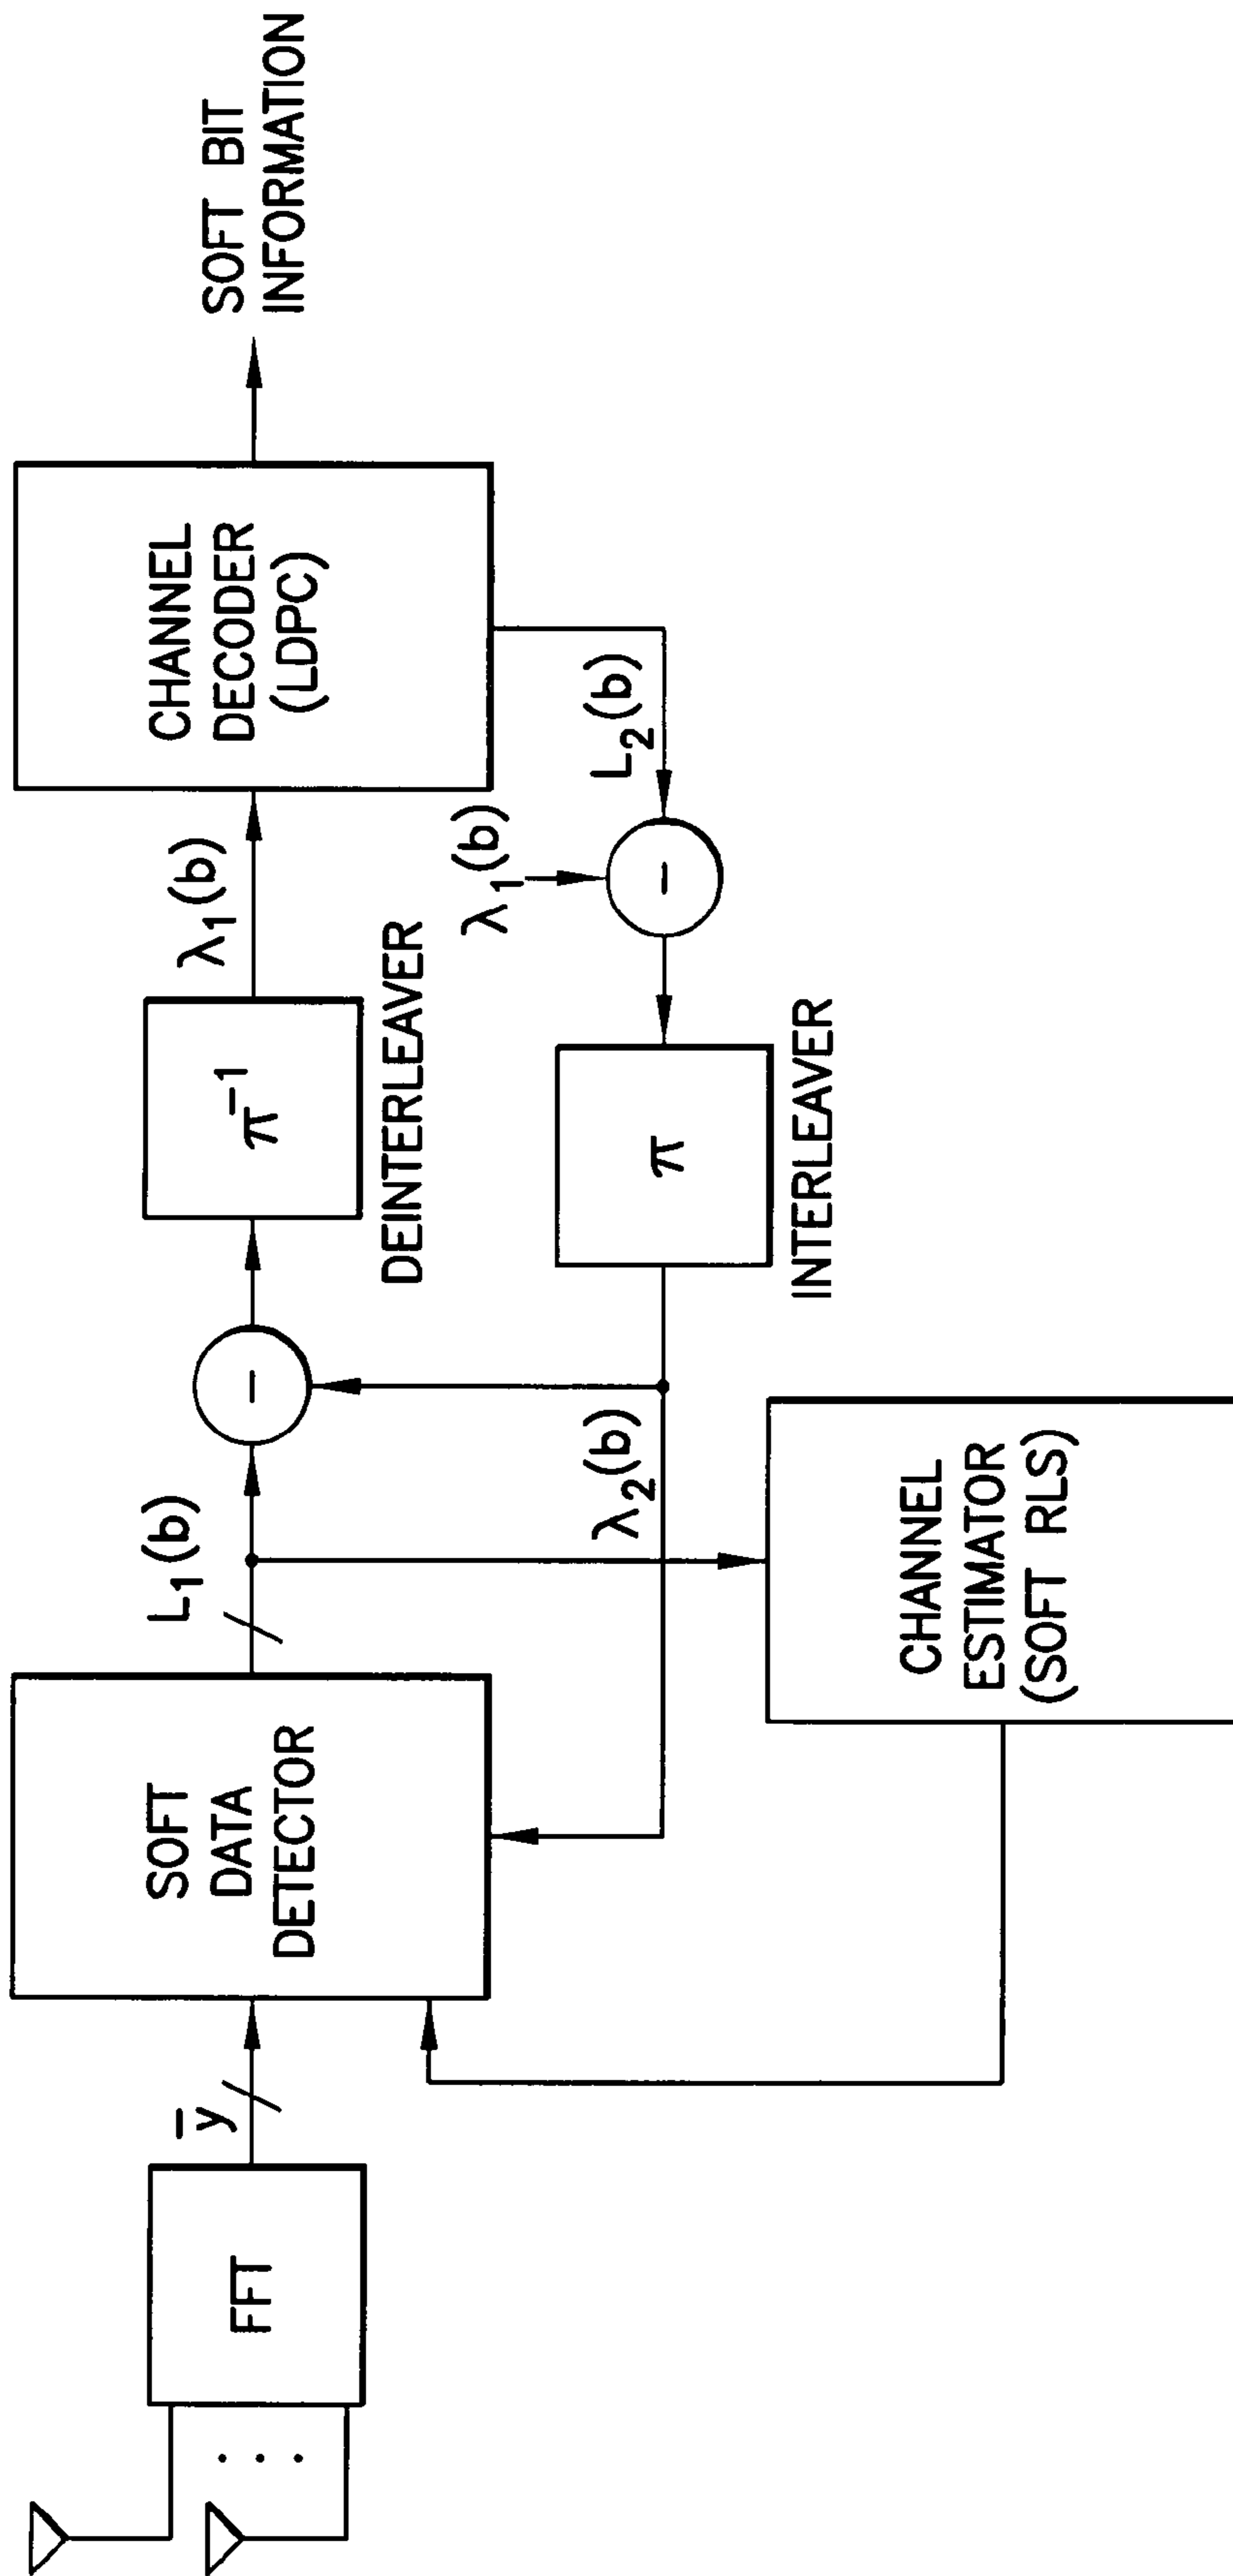 FFT
y̅
SOFT
DATA
DETECTOR
L₁(b)
−
π⁻¹
DEINTERLEAVER
λ₁(b)
CHANNEL
DECODER
(LDPC)
SOFT BIT
INFORMATION
L₂(b)
λ₁(b)
−
π
INTERLEAVER
λ₂(b)
CHANNEL
ESTIMATOR
(SOFT RLS)